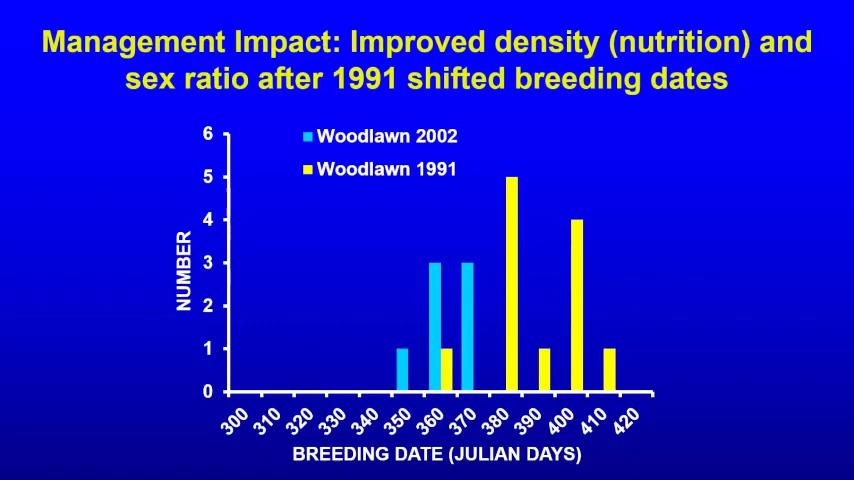 Management Impact: Improved density (nutrition) and
sex ratio after 1991 shifted breeding dates
Woodlawn 2002
Woodlawn 1991
NUMBER
6
5
4
3
2
1
0
300 310 320 330 340 350 360 370 380 390 400 410 420
BREEDING DATE (JULIAN DAYS)